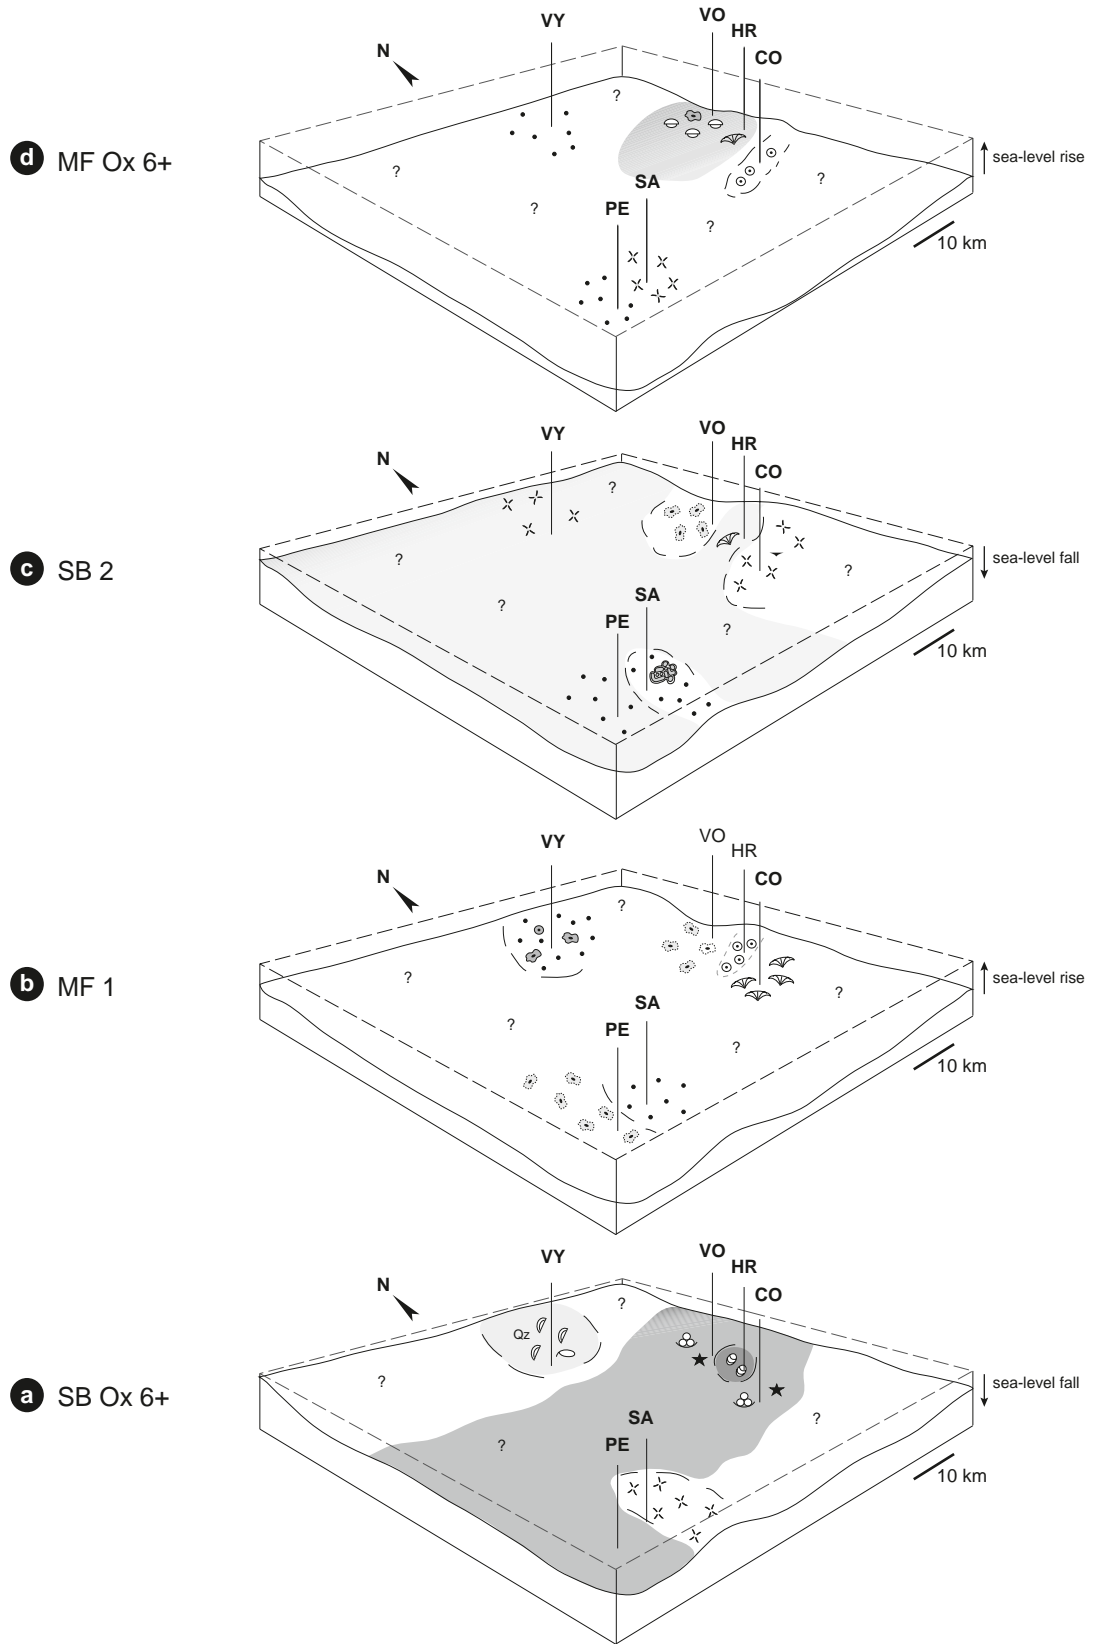 VY
VO
HR
CO
N
?
d MF Ox 6+
?
sea-level rise
SA
?
?
PE
?
10 km
VY
VO
HR
CO
N
?
c SB 2
?
sea-level fall
?
SA
?
PE
?
10 km
VY
VO
HR
CO
N
?
b MF 1
?
sea-level rise
?
SA
?
PE
?
10 km
VY
VO
HR
CO
N
?
Qz
a SB Ox 6+
?
sea-level fall
SA
?
PE
?
10 km